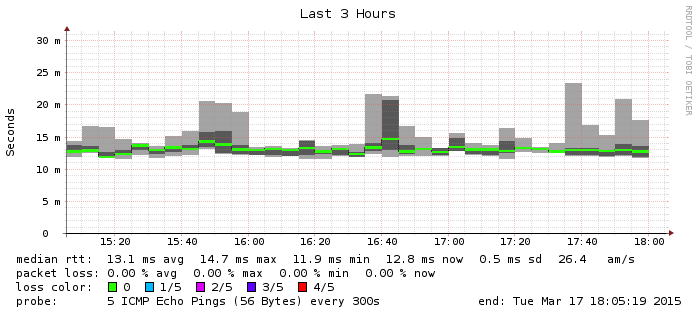 Last 3 Hours
RRDTOOL / TOBI OETIKER
Seconds
30 m
25 m
20 m
15 m
10 m
5 m
0
15:20 15:40 16:00 16:20 16:40 17:00 17:20 17:40 18:00
median rtt: 13.1 ms avg 14.7 ms max 11.9 ms min 12.8 ms now 0.5 ms sd 26.4 am/s
packet loss: 0.00 % avg 0.00 % max 0.00 % min 0.00 % now
loss color: 0 1/5 2/5 3/5 4/5
probe: 5 ICMP Echo Pings (56 Bytes) every 300s end: Tue Mar 17 18:05:19 2015